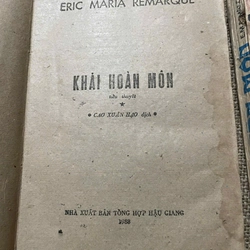 ERIC MARIA REMARQUE
KHẢI HOÀN MÔN
tiểu thuyết
★
• CAO XUÂN HẠO dịch •
NHÀ XUẤT BẢN TỔNG HỢP HẬU GIANG
1988